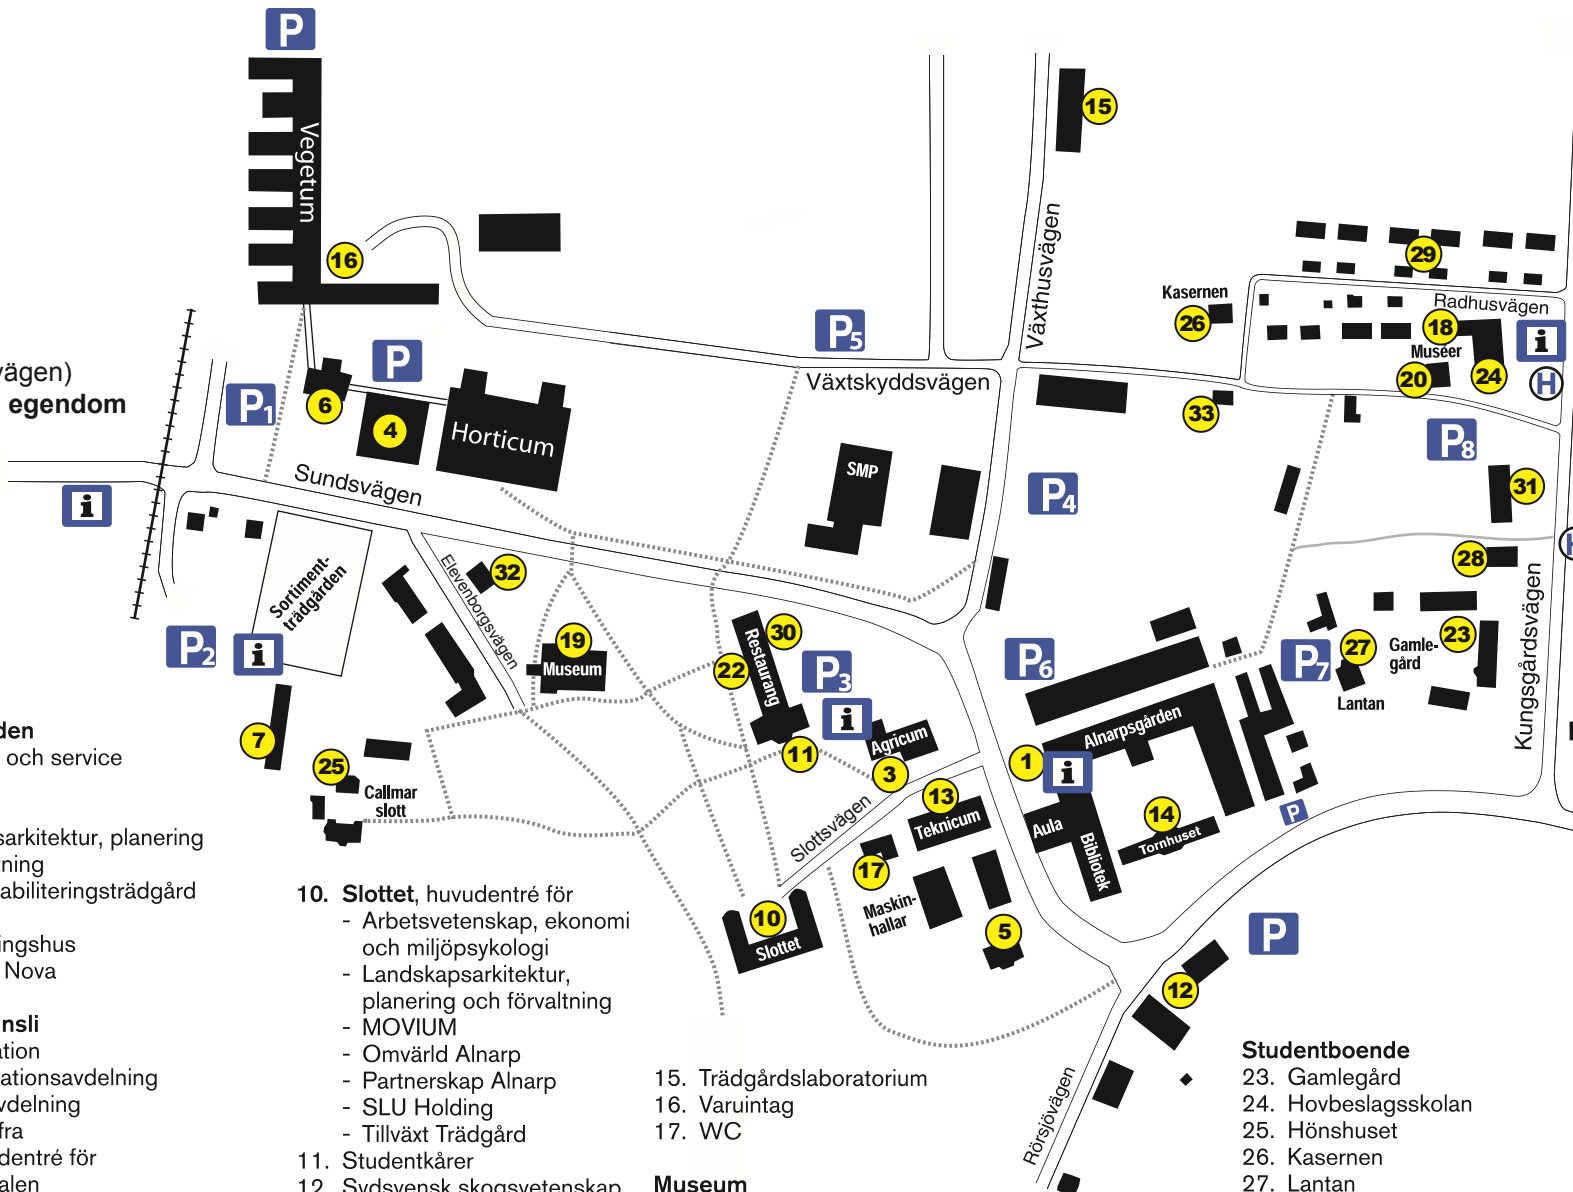 P
Vegetum
16
15
Växthusvägen
29
Kasernen
26
Radhusvägen
18
Muséer
20
24
i
H
P5
Växtskyddsvägen
33
P8
31
28
Kungsgårdsvägen
vägen)
egendom
P1
P
6
4
Horticum
Sundsvägen
i
SMP
P4
Sortiment-
trädgården
Elevenborgsvägen
32
P2
i
19
Museum
30
22
Restaurang
P3
i
11
Agricum
3
P6
Alnarpsgården
1
i
P7
27
Lantan
Gamle-
gård
23
7
25
Callmar
slott
Slottsvägen
13
Teknicum
17
Maskin-
hallar
5
Aula
Bibliotek
14
Tornhuset
P
10
Slottet
P
12
Rörsjövägen
den
och service
sarkitektur, planering
tning
abiliteringsträdgård
ingshus
Nova
nsli
ation
ationsavdelning
vdelning
fra
dentré för
alen
10. Slottet, huvudentré för
- Arbetsvetenskap, ekonomi
och miljöpsykologi
- Landskapsarkitektur,
planering och förvaltning
- MOVIUM
- Omvärld Alnarp
- Partnerskap Alnarp
- SLU Holding
- Tillväxt Trädgård
11. Studentkårer
12. Sydsvensk skogsvetenskap
15. Trädgårdslaboratorium
16. Varuintag
17. WC
Museum
Studentboende
23. Gamlegård
24. Hovbeslagsskolan
25. Hönshuset
26. Kasernen
27. Lantan